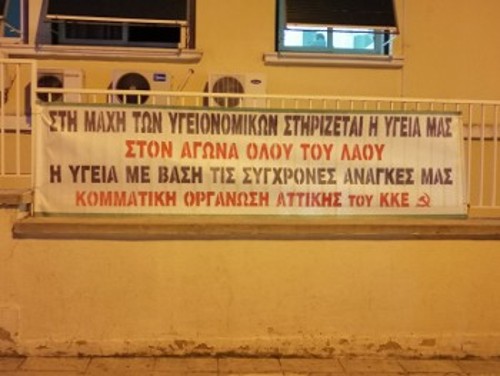 ΣΤΗ ΜΑΧΗ ΤΩΝ ΥΓΕΙΟΝΟΜΙΚΩΝ ΣΤΗΡΙΖΕΤΑΙ Η ΥΓΕΙΑ ΜΑΣ
ΣΤΟΝ ΑΓΩΝΑ ΟΛΟΥ ΤΟΥ ΛΑΟΥ
Η ΥΓΕΙΑ ΜΕ ΒΑΣΗ ΤΙΣ ΣΥΓΧΡΟΝΕΣ ΑΝΑΓΚΕΣ ΜΑΣ
ΚΟΜΜΑΤΙΚΗ ΟΡΓΑΝΩΣΗ ΑΤΤΙΚΗΣ ΤΟΥ ΚΚΕ